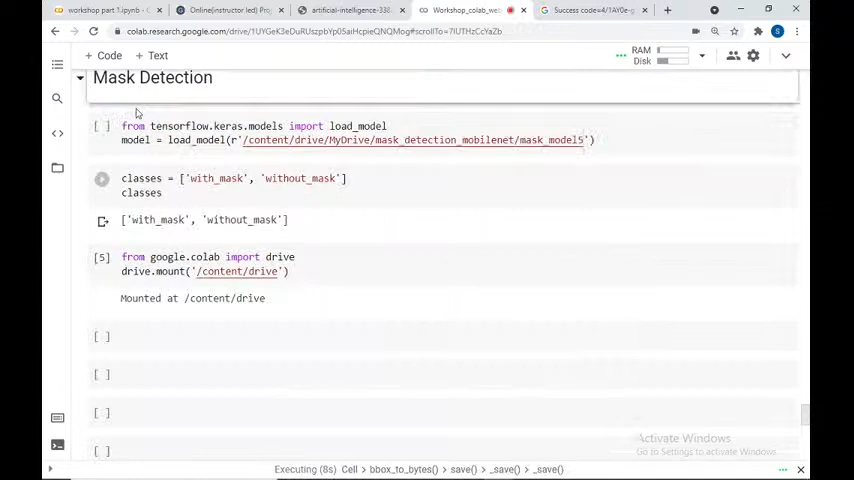 workshop part 1.ipynb - Co
Online(instructor led) Pro
artificial-intelligence-338
Workshop_colab_web
Success code=4/1AY0e-g
colab.research.google.com/drive/1UYGeK3eDuRUszpbYp05aiHcpieQNQMog#scrollTo=7IUTHzCcYaZb
+ Code + Text
RAM
Disk
Mask Detection
[ ] from tensorflow.keras.models import load_model
model = load_model(r'/content/drive/MyDrive/mask_detection_mobilenet/mask_model5')
classes = ['with_mask', 'without_mask']
classes
['with_mask', 'without_mask']
[5] from google.colab import drive
drive.mount('/content/drive')
Mounted at /content/drive
[ ]
[ ]
[ ]
[ ]
Activate Windows
Go to Settings to activate Windows.
Executing (8s) Cell > bbox_to_bytes() > save() > _save() > _save()